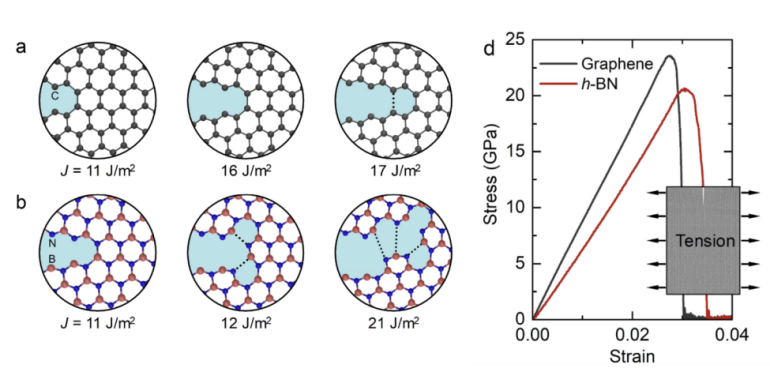 a
C
J = 11 J/m²
16 J/m²
17 J/m²
b
N
B
J = 11 J/m²
12 J/m²
21 J/m²
d
25
20
15
10
5
0
Stress (GPa)
Graphene
h-BN
Tension
0.00
0.02
0.04
Strain